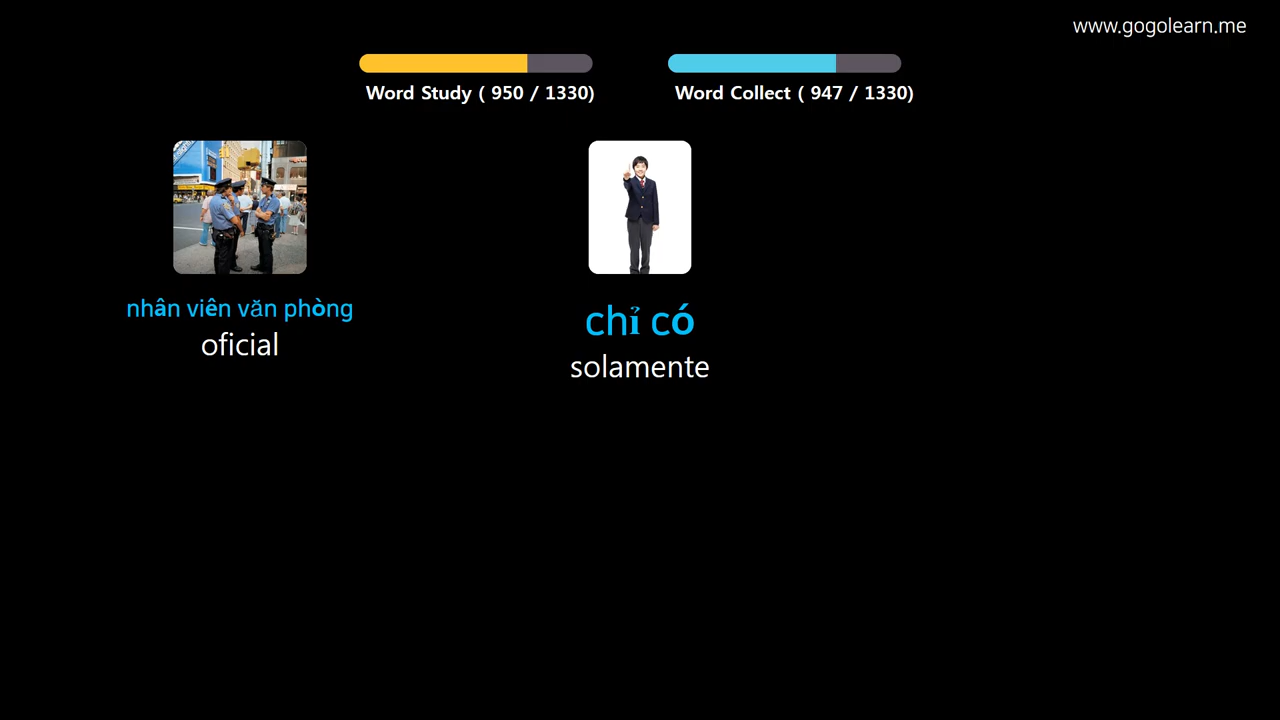 www.gogolearn.me
Word Study ( 950 / 1330)
Word Collect ( 947 / 1330)
nhân viên văn phòng
oficial
chỉ có
solamente